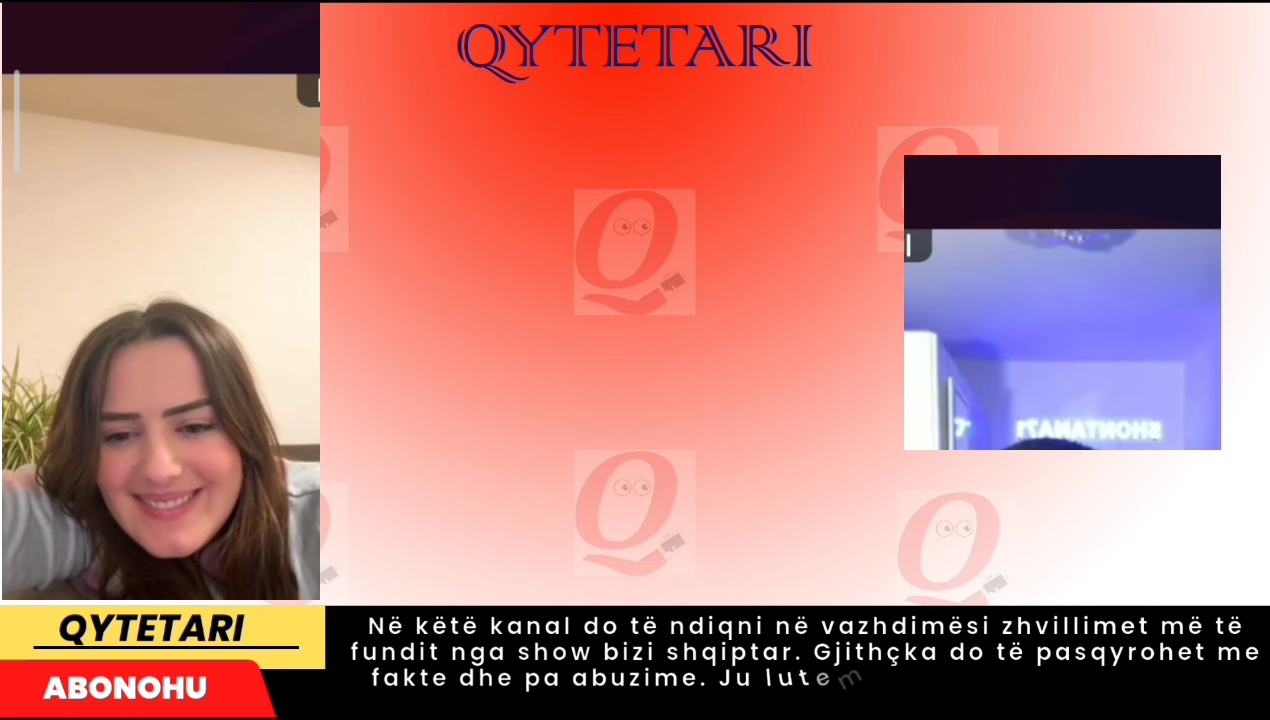 QYTETARI
SHONTANA71
QYTETARI
ABONOHU
Në këtë kanal do të ndiqni në vazhdimësi zhvillimet më të
fundit nga show bizi shqiptar. Gjithçka do të pasqyrohet me
fakte dhe pa abuzime. Ju lutem